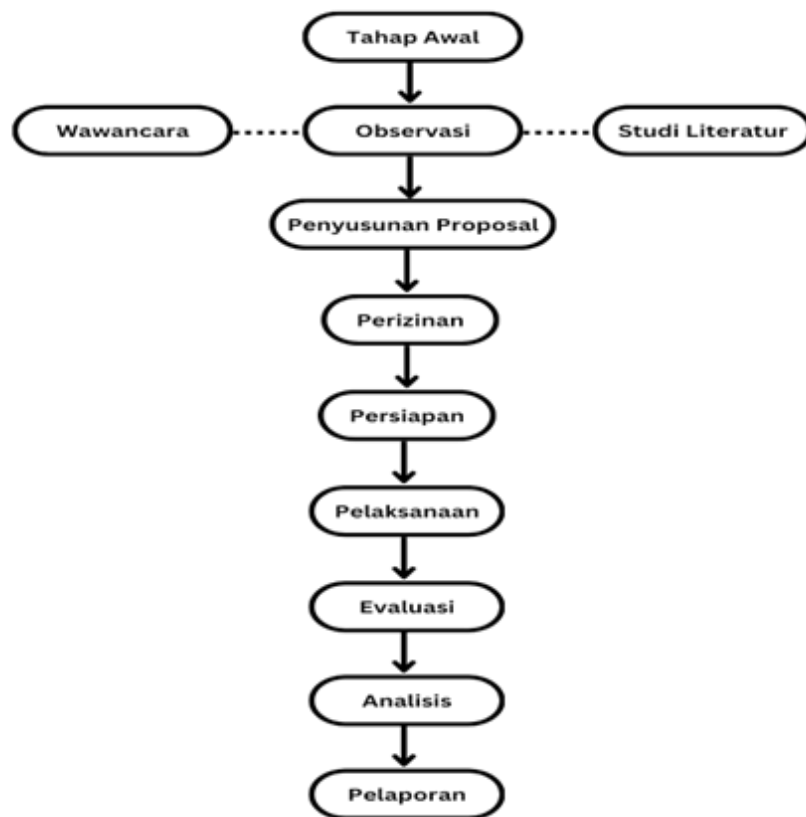 Tahap Awal
Wawancara
Observasi
Studi Literatur
Penyusunan Proposal
Perizinan
Persiapan
Pelaksanaan
Evaluasi
Analisis
Pelaporan